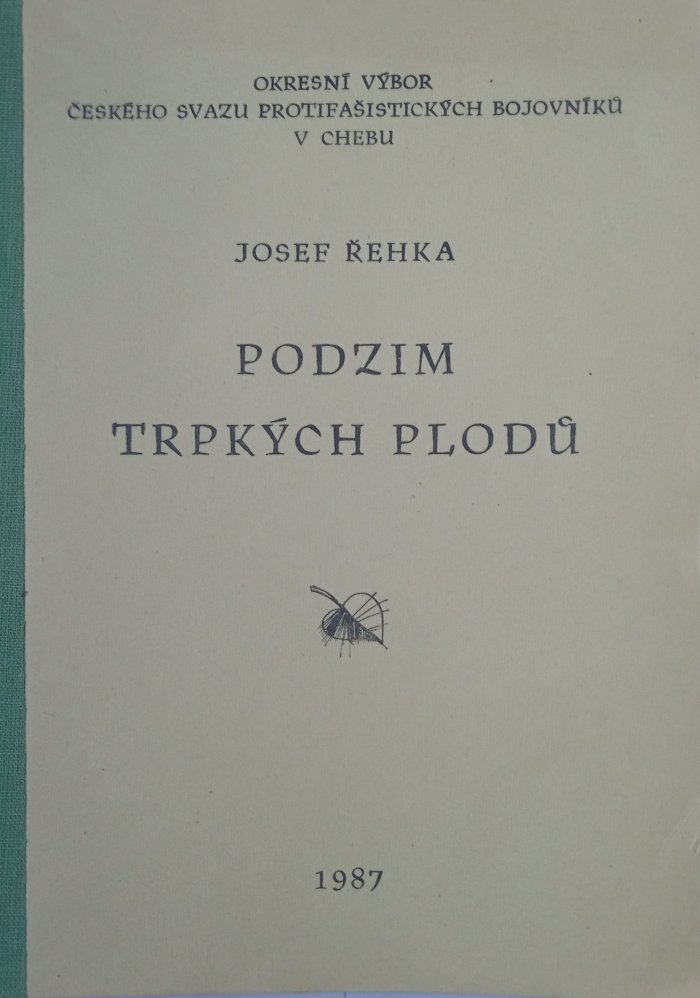 OKRESNÍ VÝBOR
ČESKÉHO SVAZU PROTIFAŠISTICKÝCH BOJOVNÍKŮ
V CHEBU
JOSEF ŘEHKA
PODZIM
TRPKÝCH PLODŮ
1987